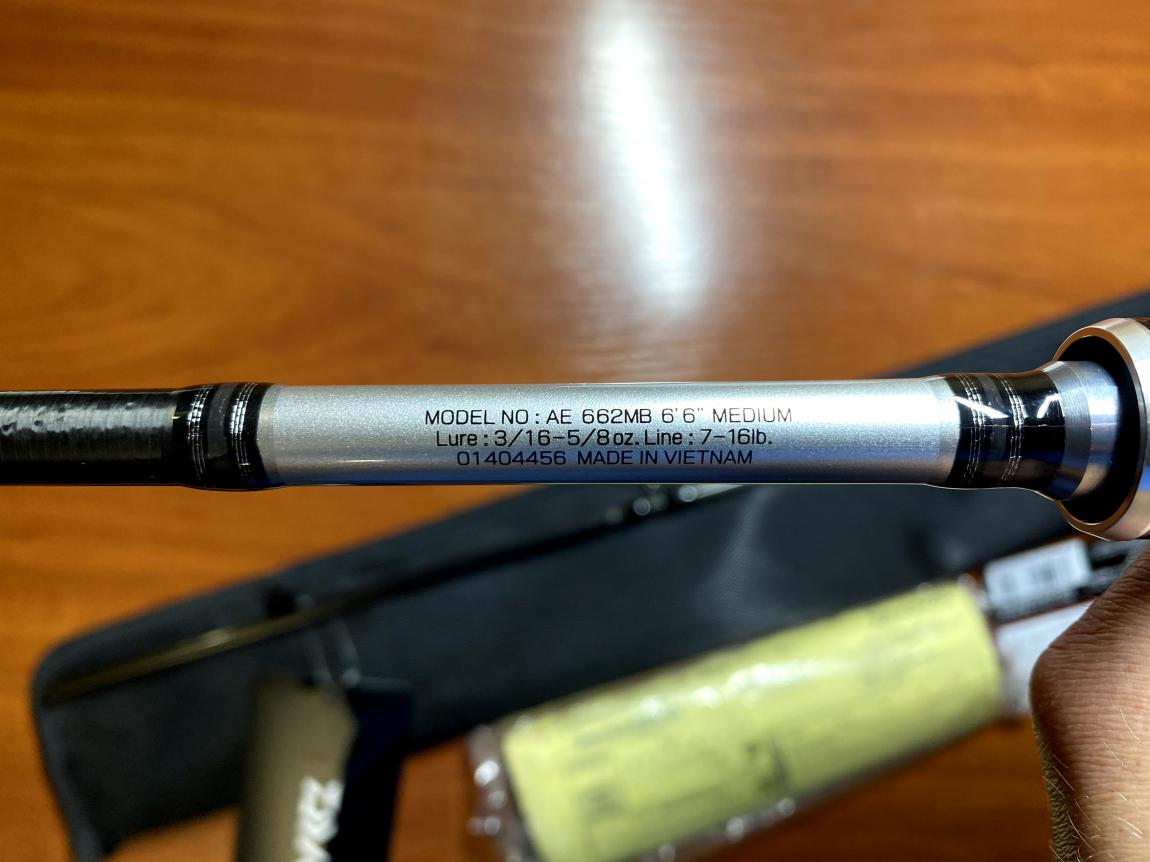 MODEL NO : AE 662MB 6'6" MEDIUM
Lure : 3/16-5/8 oz. Line : 7-16lb.
01404456 MADE IN VIETNAM